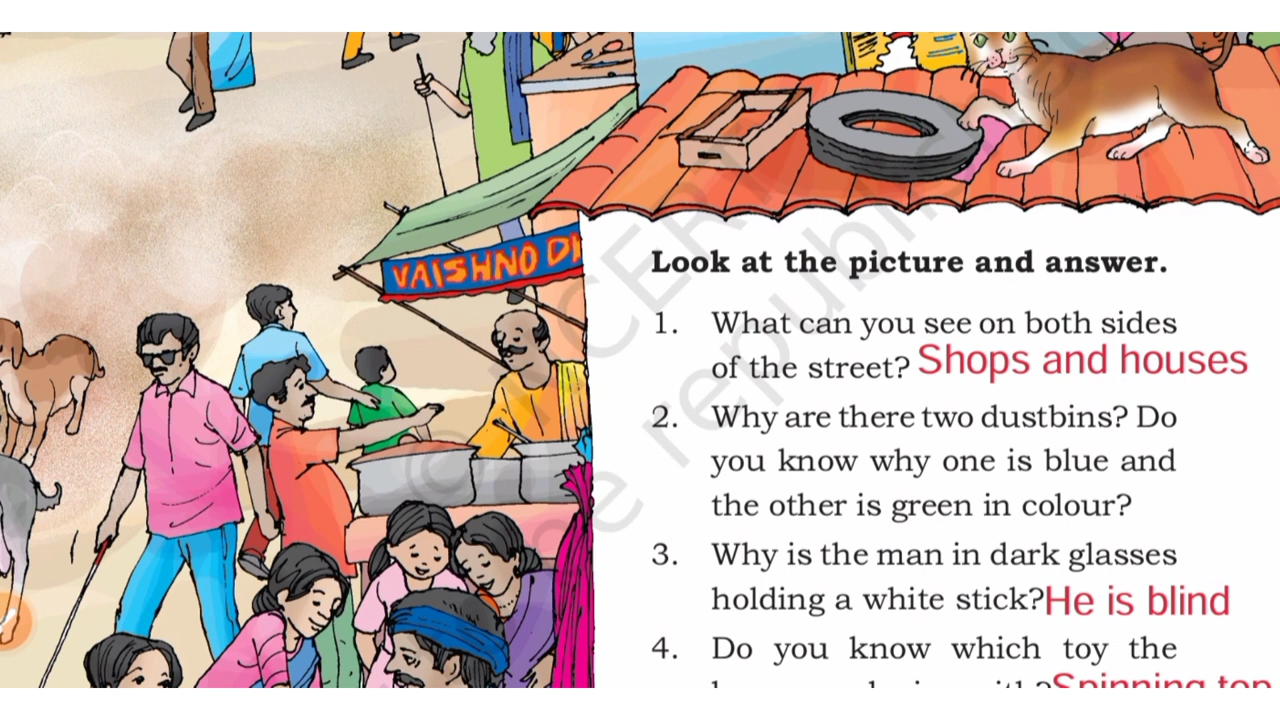 VAISHNO
Look at the picture and answer.
1. What can you see on both sides
of the street? Shops and houses
2. Why are there two dustbins? Do
you know why one is blue and
the other is green in colour?
3. Why is the man in dark glasses
holding a white stick?He is blind
4. Do you know which toy the
Spinning top